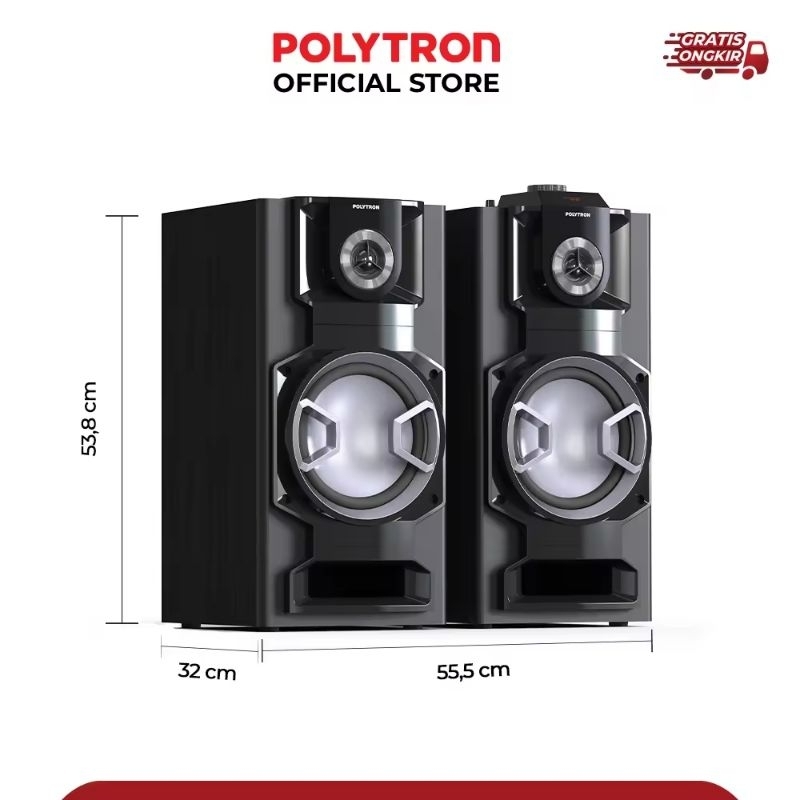 POLYTRON
OFFICIAL STORE
GRATIS
ONGKIR
POLYTRON
POLYTRON
53,8 cm
32 cm
55,5 cm